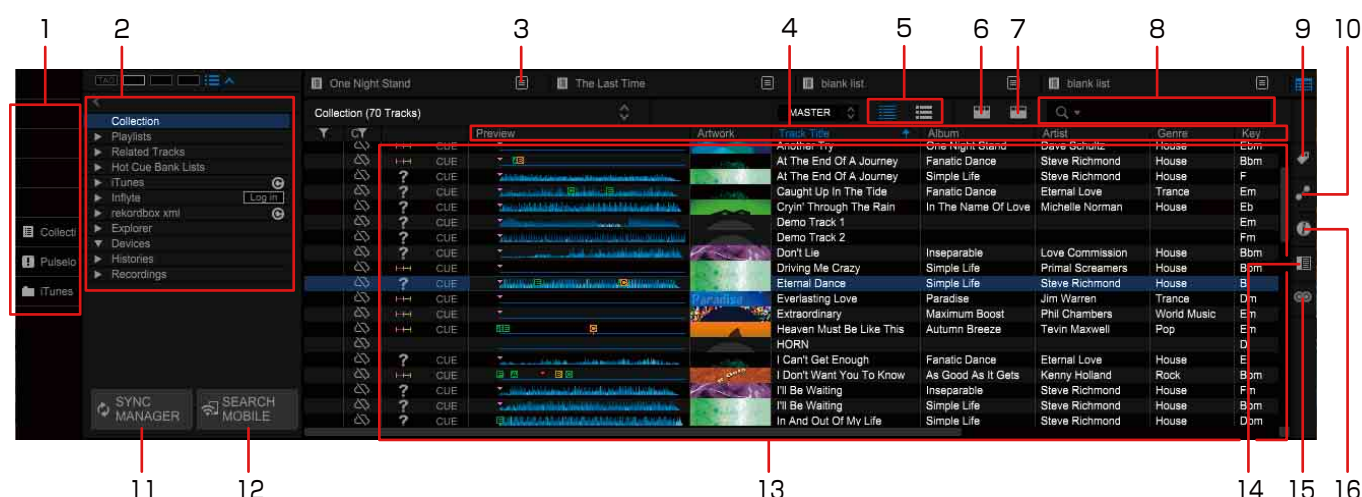 1 2 3 4 5 6 7 8 9 10
TAG
One Night Stand The Last Time blank list. blank list
Collection (70 Tracks) MASTER
Preview Artwork Track Title Album Artist Genre Key
Collection
Playlists
Related Tracks
Hot Cue Bank Lists
iTunes
Inflyte Log in
rekordbox xml
Explorer
Devices
Histories
Recordings
Collecti
Pulselo
iTunes
SYNC MANAGER
SEARCH MOBILE
CUE Another Try One Night Stand Dave Schultz House Ebm
CUE At The End Of A Journey Fanatic Dance Steve Richmond House Bbm
? CUE At The End Of A Journey Simple Life Steve Richmond House F
? CUE Caught Up In The Tide Fanatic Dance Eternal Love Trance Em
? CUE Cryin' Through The Rain In The Name Of Love Michelle Norman House Eb
? CUE Demo Track 1 Em
? CUE Demo Track 2 Fm
? CUE Don't Lie Inseparable Love Commission House Bbm
CUE Driving Me Crazy Simple Life Primal Screamers House Bbm
? CUE Eternal Dance Simple Life Steve Richmond House B
CUE Everlasting Love Paradise Jim Warren Trance Dm
CUE Extraordinary Maximum Boost Phil Chambers World Music Em
CUE Heaven Must Be Like This Autumn Breeze Tevin Maxwell Pop Em
HORN D
? CUE I Can't Get Enough Fanatic Dance Eternal Love House E
CUE I Don't Want You To Know As Good As It Gets Kenny Holland Rock Bbm
? CUE I'll Be Waiting Inseparable Steve Richmond House Fm
? CUE I'll Be Waiting Simple Life Steve Richmond House Bbm
? CUE In And Out Of My Life Simple Life Steve Richmond House Dbm
11 12 13 14 15 16